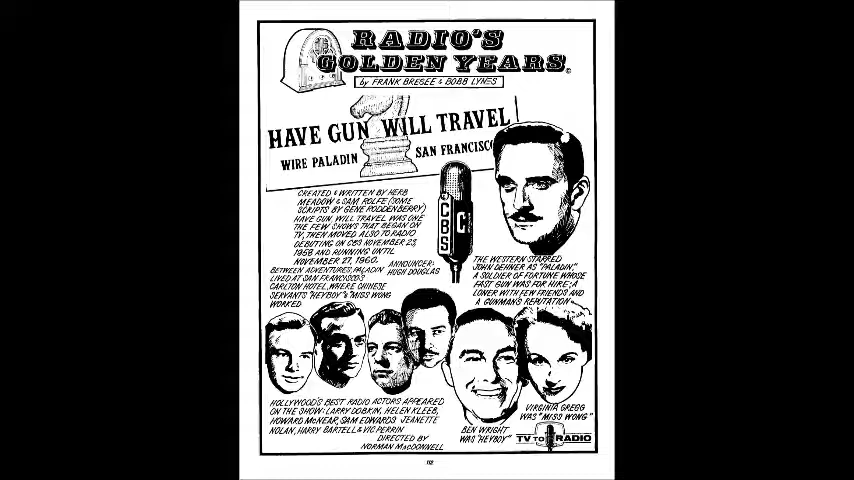 RADIO'S
GOLDEN YEARS©
by FRANK BRESEE & BOBB LYNES
HAVE GUN WILL TRAVEL
WIRE PALADIN
SAN FRANCISCO
CREATED & WRITTEN BY HERB
MEADOW & SAM ROLFE (SOME
SCRIPTS BY GENE RODDENBERRY)
HAVE GUN, WILL TRAVEL WAS ONE
THE FEW SHOWS THAT BEGAN ON
TV, THEN MOVED ALSO TO RADIO
DEBUTING ON CBS NOVEMBER 23,
1958 AND RUNNING UNTIL
NOVEMBER 27, 1960.
BETWEEN ADVENTURES, PALADIN
LIVED AT SAN FRANCISCO'S
CARLTON HOTEL, WHERE CHINESE
SERVANTS "HEYBOY" & "MISS WONG
WORKED
ANNOUNCER:
HUGH DOUGLAS
CBS
C
THE WESTERN STARRED
JOHN DEHNER AS "PALADIN,"
A SOLDIER OF FORTUNE WHOSE
FAST GUN WAS FOR HIRE; A
LONER WITH FEW FRIENDS AND
A GUNMAN'S REPUTATION
HOLLYWOOD'S BEST RADIO ACTORS APPEARED
ON THE SHOW: LARRY DOBKIN, HELEN KLEEB,
HOWARD McNEAR, SAM EDWARDS JEANETTE
NOLAN, HARRY BARTELL & VIC PERRIN
DIRECTED BY
NORMAN MACDONNELL
BEN WRIGHT
WAS "HEYBOY"
VIRGINIA GREGG
WAS "MISS WONG"
TV TO RADIO
112